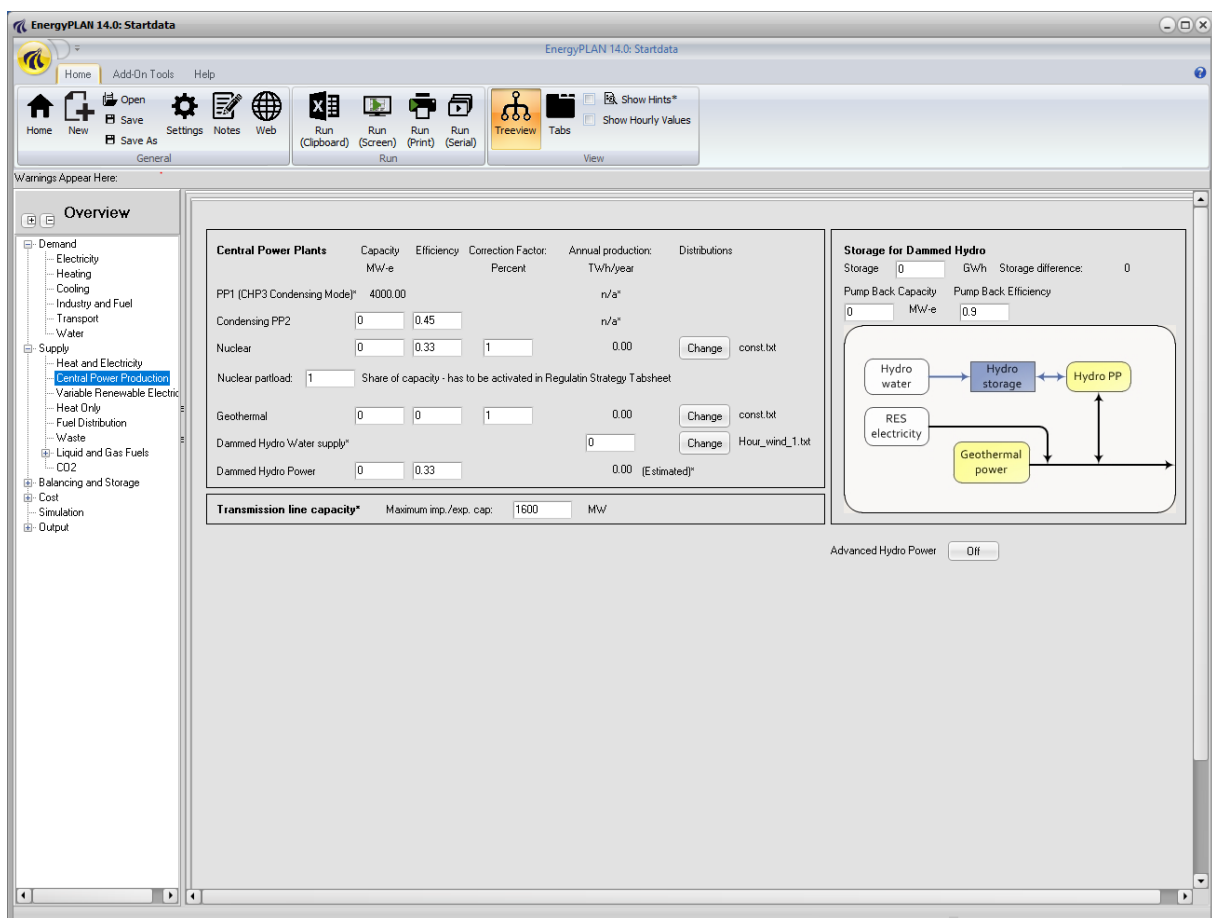 EnergyPLAN 14.0: Startdata
EnergyPLAN 14.0: Startdata
Home Add-On Tools Help
Home
New
Open
Save
Save As
Settings
Notes
Web
General
Run (Clipboard)
Run (Screen)
Run (Print)
Run (Serial)
Run
Treeview
Tabs
Show Hints*
Show Hourly Values
View
Warnings Appear Here:
Overview
Demand
Electricity
Heating
Cooling
Industry and Fuel
Transport
Water
Supply
Heat and Electricity
Central Power Production
Variable Renewable Electric
Heat Only
Fuel Distribution
Waste
Liquid and Gas Fuels
CO2
Balancing and Storage
Cost
Simulation
Output
Central Power Plants Capacity Efficiency Correction Factor: Annual production: Distributions
MW-e Percent TWh/year
PP1 (CHP3 Condensing Mode)* 4000.00 n/a*
Condensing PP2 0 0.45 n/a*
Nuclear 0 0.33 1 0.00 Change const.txt
Nuclear partload: 1 Share of capacity - has to be activated in Regulatin Strategy Tabsheet
Geothermal 0 0 1 0.00 Change const.txt
Dammed Hydro Water supply* 0 Change Hour_wind_1.txt
Dammed Hydro Power 0 0.33 0.00 (Estimated)*
Transmission line capacity* Maximum imp./exp. cap: 1600 MW
Storage for Dammed Hydro
Storage 0 GWh Storage difference: 0
Pump Back Capacity Pump Back Efficiency
0 MW-e 0.9
Hydro water
Hydro storage
Hydro PP
RES electricity
Geothermal power
Advanced Hydro Power Off